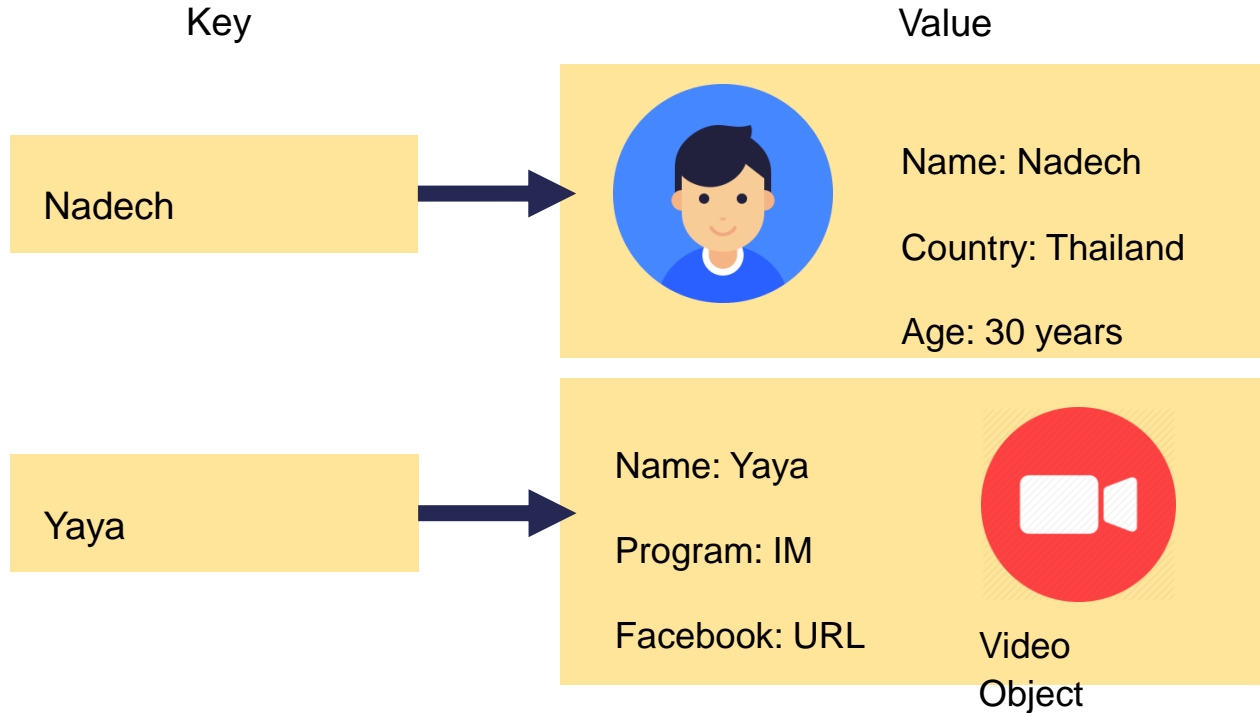 Key
Value
Nadech
Name: Nadech
Country: Thailand
Age: 30 years
Yaya
Name: Yaya
Program: IM
Facebook: URL
Video
Object